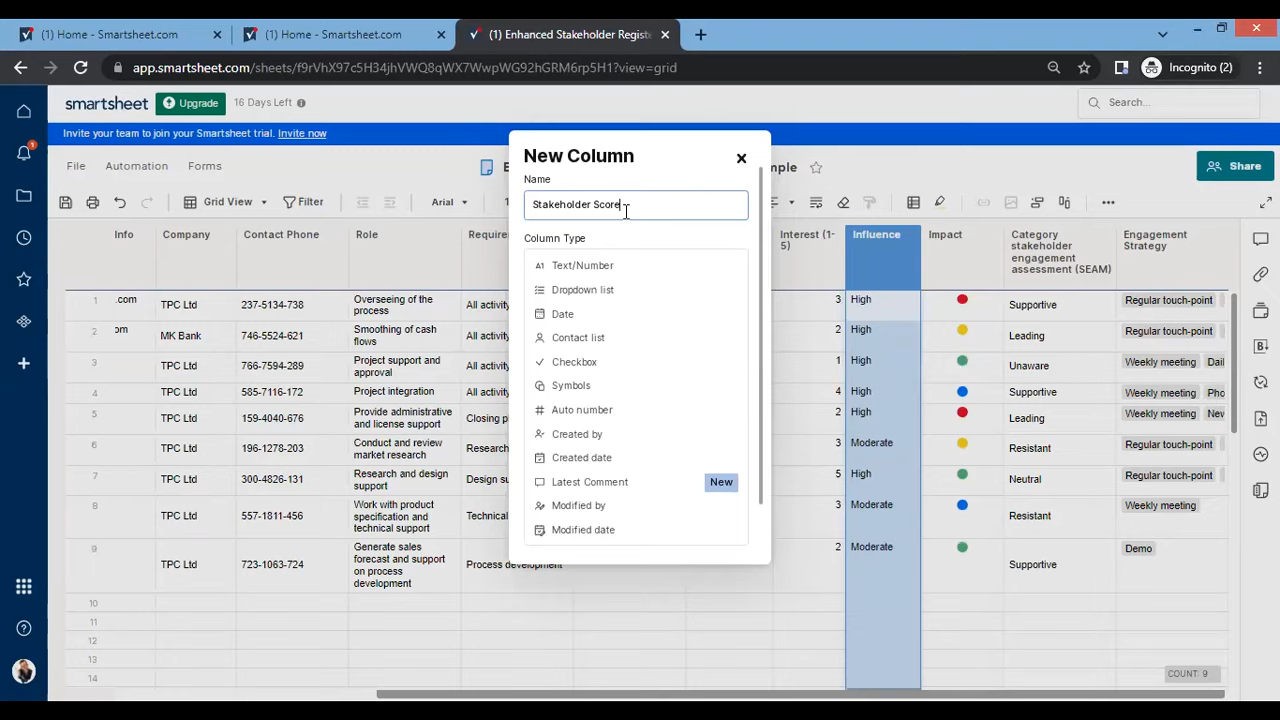 (1) Home - Smartsheet.com
(1) Home - Smartsheet.com
(1) Enhanced Stakeholder Regist
app.smartsheet.com/sheets/f9rVhX97c5H34jhVWQ8qWX7WwpWG92hGRM6rp5H1?view=grid
Incognito (2)
smartsheet
Upgrade
16 Days Left
Search...
Invite your team to join your Smartsheet trial. Invite now
File
Automation
Forms
mple
Share
Grid View
Filter
Arial
New Column
Name
Stakeholder Score
Column Type
Text/Number
Dropdown list
Date
Contact list
Checkbox
Symbols
Auto number
Created by
Created date
Latest Comment
New
Modified by
Modified date
Info
Company
Contact Phone
Role
Require
Interest (1-
5)
Influence
Impact
Category
stakeholder
engagement
assessment (SEAM)
Engagement
Strategy
1
.com
TPC Ltd
237-5134-738
Overseeing of the
process
All activity
3
High
Supportive
Regular touch-point
2
om
MK Bank
746-5524-621
Smoothing of cash
flows
All activity
2
High
Leading
Regular touch-point
3
TPC Ltd
766-7594-289
Project support and
approval
All activity
1
High
Unaware
Weekly meeting
Dail
4
TPC Ltd
585-7116-172
Project integration
All activity
4
High
Supportive
Weekly meeting
Pho
5
TPC Ltd
159-4040-676
Provide administrative
and license support
Closing p
2
High
Leading
Weekly meeting
New
6
TPC Ltd
196-1278-203
Conduct and review
market research
Research
3
Moderate
Resistant
Regular touch-point
7
TPC Ltd
300-4826-131
Research and design
support
Design su
5
High
Neutral
Regular touch-point
8
TPC Ltd
557-1811-456
Work with product
specification and
technical support
Technical
3
Moderate
Resistant
Weekly meeting
9
TPC Ltd
723-1063-724
Generate sales
forecast and support
on process
development
Process development
2
Moderate
Supportive
Demo
10
11
12
13
14
COUNT: 9